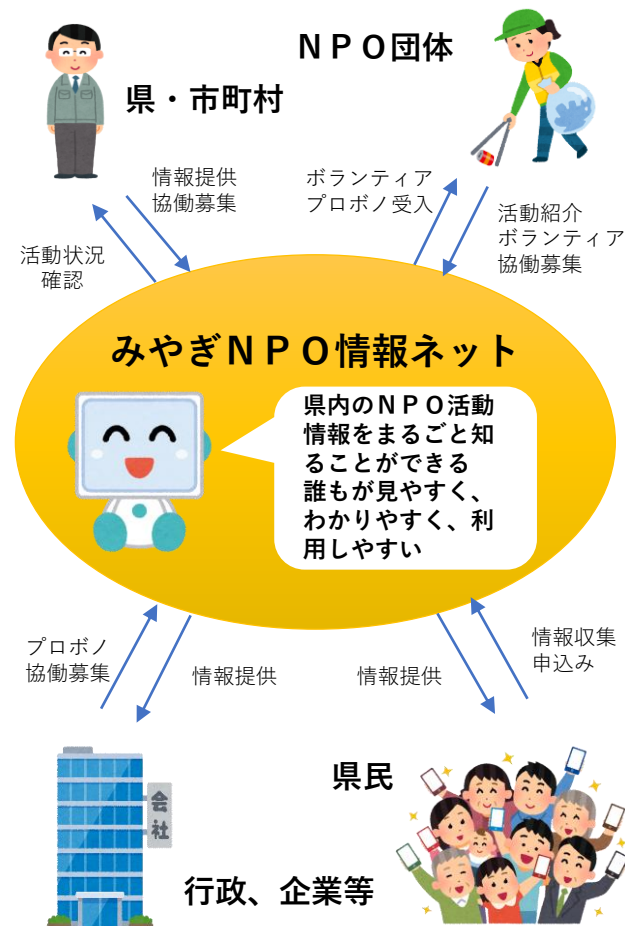 ＮＰＯ団体
県・市町村
情報提供
協働募集
ボランティア
プロボノ受入
活動紹介
ボランティア
協働募集
活動状況
確認
みやぎＮＰＯ情報ネット
県内のＮＰＯ活動
情報をまるごと知
ることができる
誰もが見やすく、
わかりやすく、利
用しやすい
プロボノ
協働募集
情報提供
情報提供
情報収集
申込み
県民
会社
行政、企業等